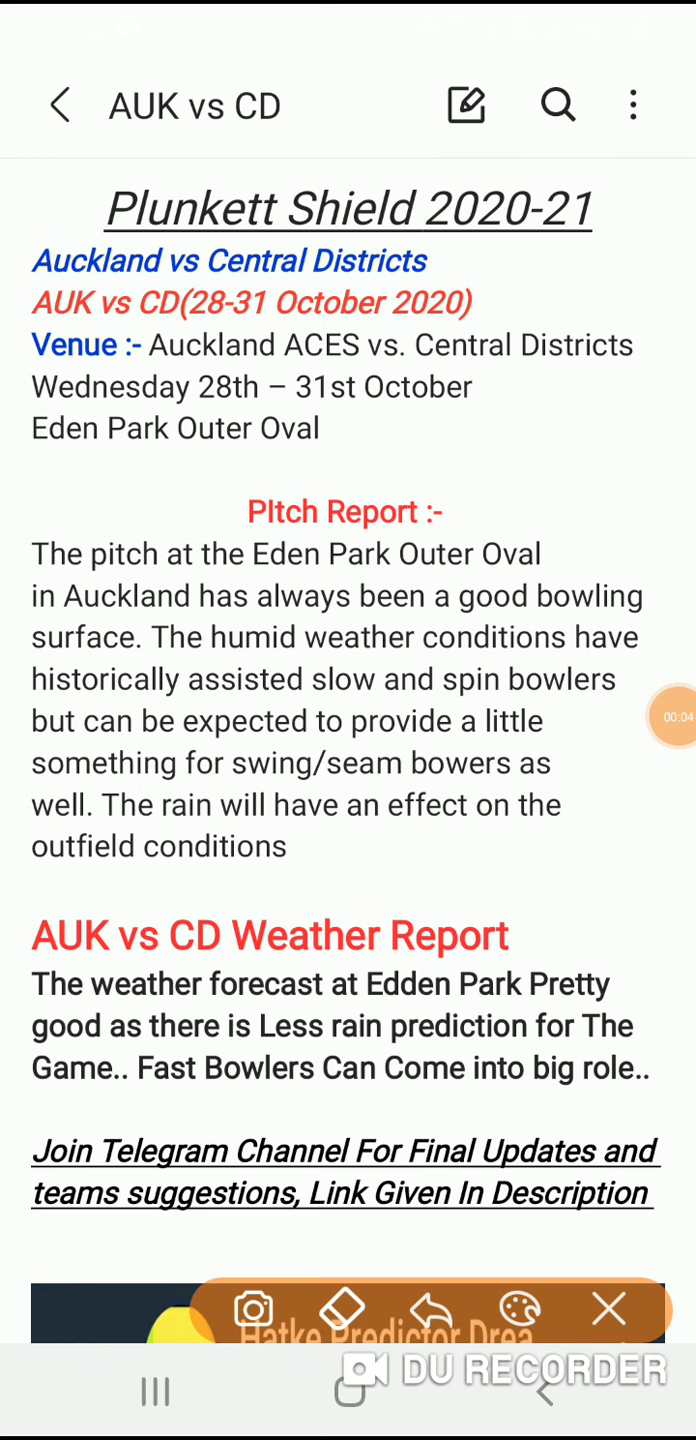 AUK vs CD
Plunkett Shield 2020-21
Auckland vs Central Districts
AUK vs CD(28-31 October 2020)
Venue :- Auckland ACES vs. Central Districts
Wednesday 28th – 31st October
Eden Park Outer Oval
PItch Report :-
The pitch at the Eden Park Outer Oval
in Auckland has always been a good bowling
surface. The humid weather conditions have
historically assisted slow and spin bowlers
but can be expected to provide a little
something for swing/seam bowers as
well. The rain will have an effect on the
outfield conditions
00:04
AUK vs CD Weather Report
The weather forecast at Edden Park Pretty
good as there is Less rain prediction for The
Game.. Fast Bowlers Can Come into big role..
Join Telegram Channel For Final Updates and
teams suggestions, Link Given In Description
Hatke Predictor Drea
DU RECORDER